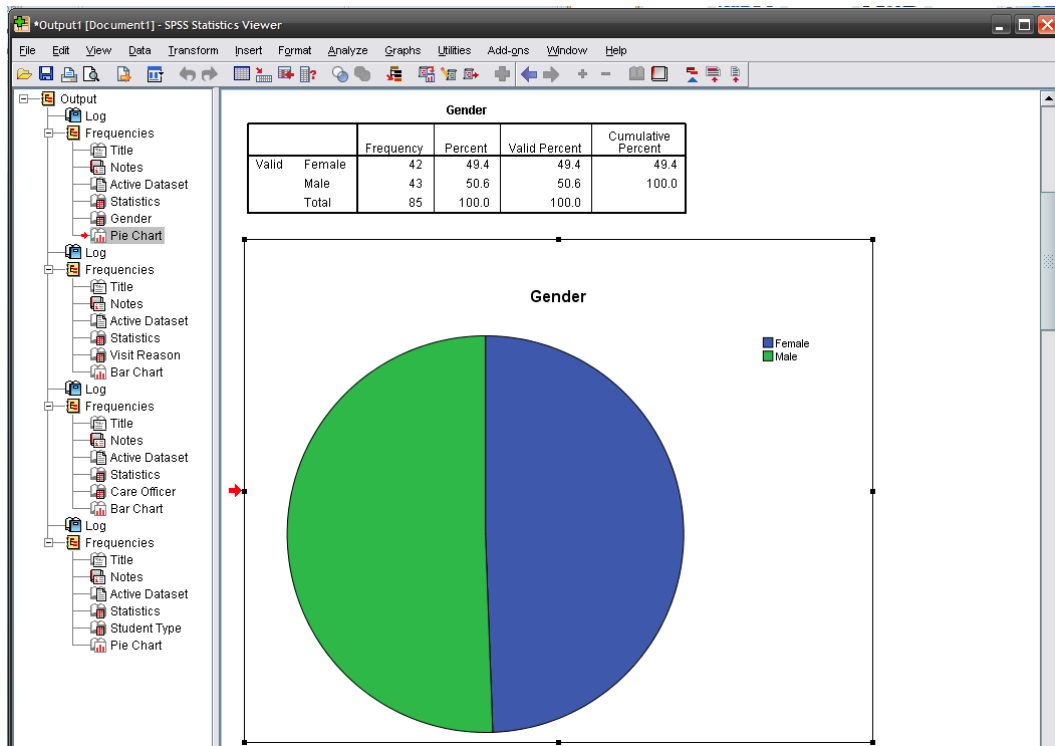 *Output1 [Document1] - SPSS Statistics Viewer
File Edit View Data Transform Insert Format Analyze Graphs Utilities Add-ons Window Help
Output
Log
Frequencies
Title
Notes
Active Dataset
Statistics
Gender
Pie Chart
Log
Frequencies
Title
Notes
Active Dataset
Statistics
Visit Reason
Bar Chart
Log
Frequencies
Title
Notes
Active Dataset
Statistics
Care Officer
Bar Chart
Log
Frequencies
Title
Notes
Active Dataset
Statistics
Student Type
Pie Chart
Gender
Frequency Percent Valid Percent Cumulative Percent
Valid Female 42 49.4 49.4 49.4
Male 43 50.6 50.6 100.0
Total 85 100.0 100.0
Gender
Female
Male